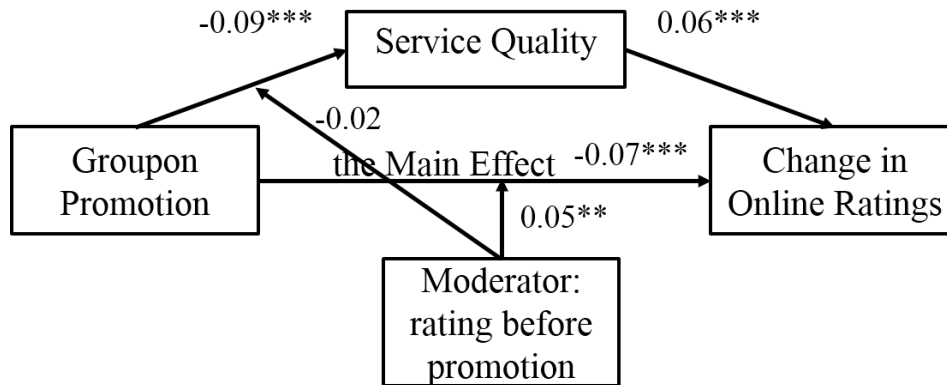 -0.09***
Service Quality
0.06***
-0.02
Groupon
Promotion
the Main Effect
-0.07***
Change in
Online Ratings
0.05**
Moderator:
rating before
promotion